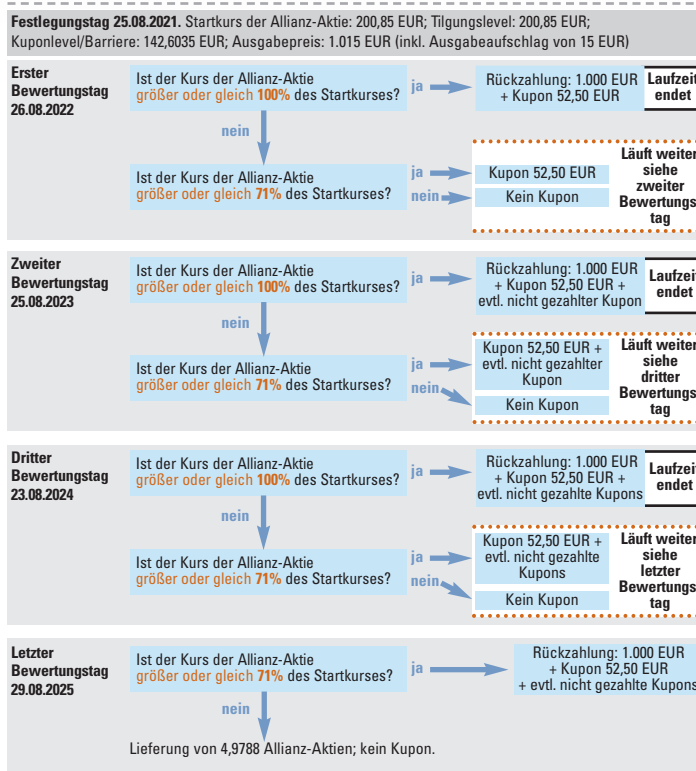 Festlegungstag 25.08.2021. Startkurs der Allianz-Aktie: 200,85 EUR; Tilgungslevel: 200,85 EUR;
Kuponlevel/Barriere: 142,6035 EUR; Ausgabepreis: 1.015 EUR (inkl. Ausgabeaufschlag von 15 EUR)
Erster
Bewertungstag
26.08.2022
Ist der Kurs der Allianz-Aktie
größer oder gleich 100% des Startkurses?
ja
Rückzahlung: 1.000 EUR
+ Kupon 52,50 EUR
Laufzeit
endet
nein
Ist der Kurs der Allianz-Aktie
größer oder gleich 71% des Startkurses?
ja
nein
Kupon 52,50 EUR
Kein Kupon
Läuft weiter
siehe
zweiter
Bewertungs
tag
Zweiter
Bewertungstag
25.08.2023
Ist der Kurs der Allianz-Aktie
größer oder gleich 100% des Startkurses?
ja
Rückzahlung: 1.000 EUR
+ Kupon 52,50 EUR +
evtl. nicht gezahlter Kupon
Laufzeit
endet
nein
Ist der Kurs der Allianz-Aktie
größer oder gleich 71% des Startkurses?
ja
nein
Kupon 52,50 EUR +
evtl. nicht gezahlter
Kupon
Kein Kupon
Läuft weiter
siehe
dritter
Bewertungs
tag
Dritter
Bewertungstag
23.08.2024
Ist der Kurs der Allianz-Aktie
größer oder gleich 100% des Startkurses?
ja
Rückzahlung: 1.000 EUR
+ Kupon 52,50 EUR +
evtl. nicht gezahlte Kupons
Laufzeit
endet
nein
Ist der Kurs der Allianz-Aktie
größer oder gleich 71% des Startkurses?
ja
nein
Kupon 52,50 EUR +
evtl. nicht gezahlte
Kupons
Kein Kupon
Läuft weiter
siehe
letzter
Bewertungs
tag
Letzter
Bewertungstag
29.08.2025
Ist der Kurs der Allianz-Aktie
größer oder gleich 71% des Startkurses?
ja
Rückzahlung: 1.000 EUR
+ Kupon 52,50 EUR
+ evtl. nicht gezahlte Kupons
nein
Lieferung von 4,9788 Allianz-Aktien; kein Kupon.